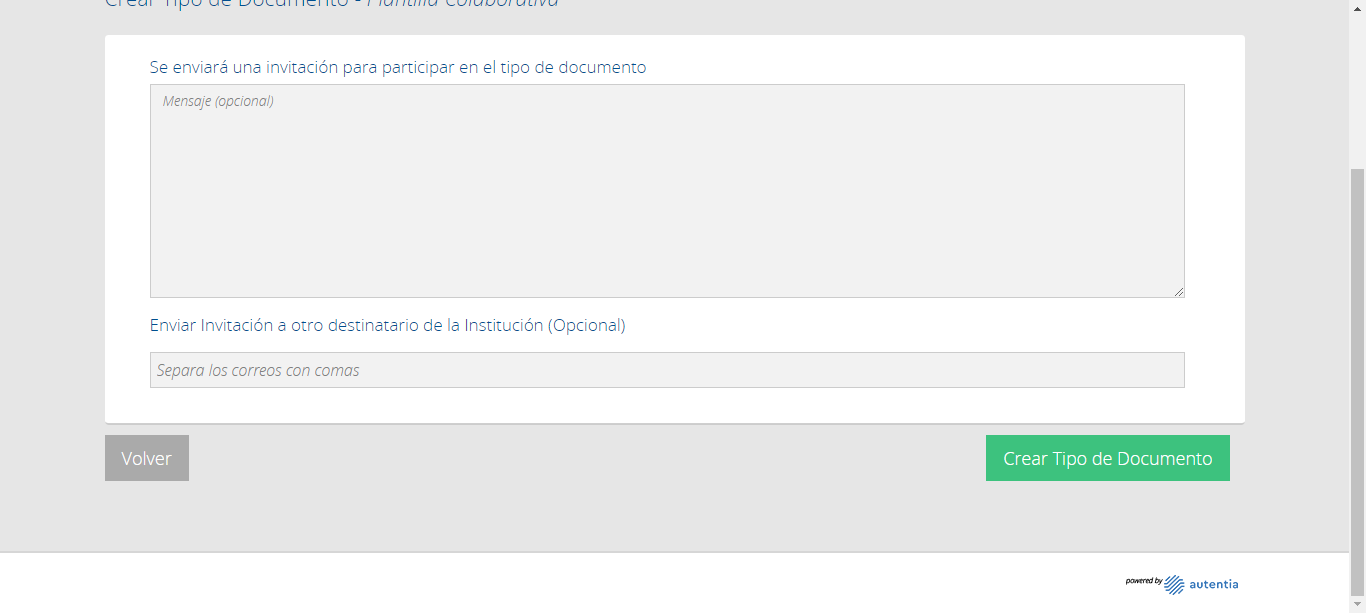 Crear Tipo de Documento - Plantilla Colaborativa
Se enviará una invitación para participar en el tipo de documento
Mensaje (opcional)
Enviar Invitación a otro destinatario de la Institución (Opcional)
Separa los correos con comas
Volver
Crear Tipo de Documento
powered by autentia